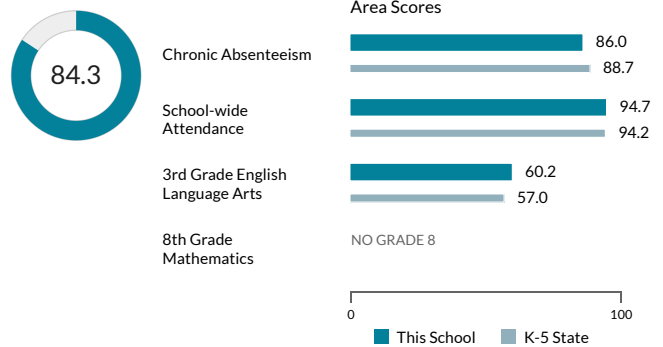 Area Scores
84.3
Chronic Absenteeism
86.0
88.7
School-wide
Attendance
94.7
94.2
3rd Grade English
Language Arts
60.2
57.0
8th Grade
Mathematics
NO GRADE 8
0
100
This School
K-5 State